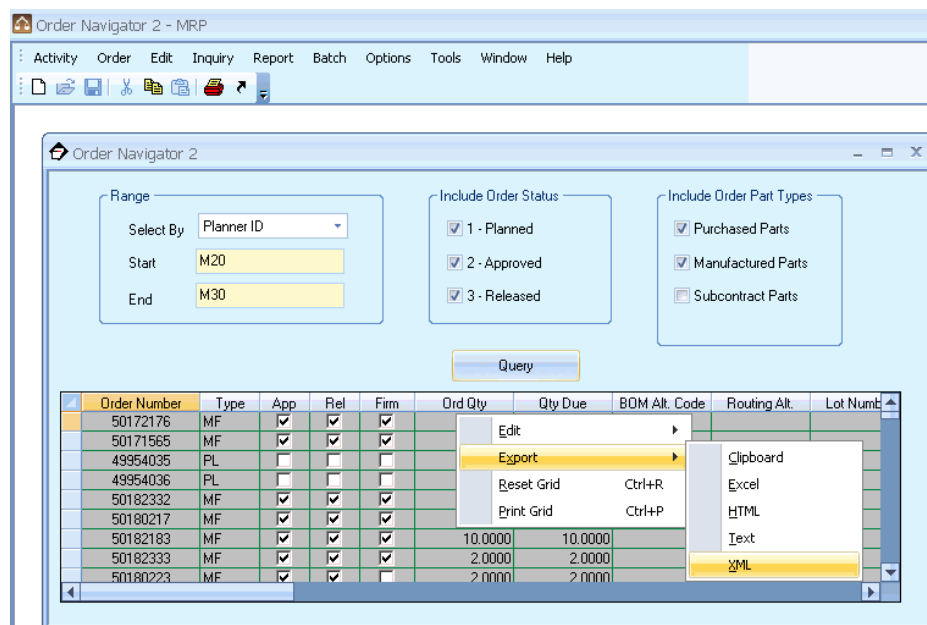 Order Navigator 2 - MRP
Activity Order Edit Inquiry Report Batch Options Tools Window Help
Order Navigator 2
Range
Select By Planner ID
Start M20
End M30
Include Order Status
1 - Planned
2 - Approved
3 - Released
Include Order Part Types
Purchased Parts
Manufactured Parts
Subcontract Parts
Query
Order Number Type App Rel Firm Ord Qty Qty Due BOM Alt. Code Routing Alt. Lot Numb
50172176 MF
50171565 MF
49954035 PL
49954036 PL
50182332 MF
50180217 MF
50182183 MF 10.0000 10.0000
50182333 MF 2.0000 2.0000
50180223 MF 2.0000 2.0000
Edit
Export
Reset Grid Ctrl+R
Print Grid Ctrl+P
Clipboard
Excel
HTML
Text
XML